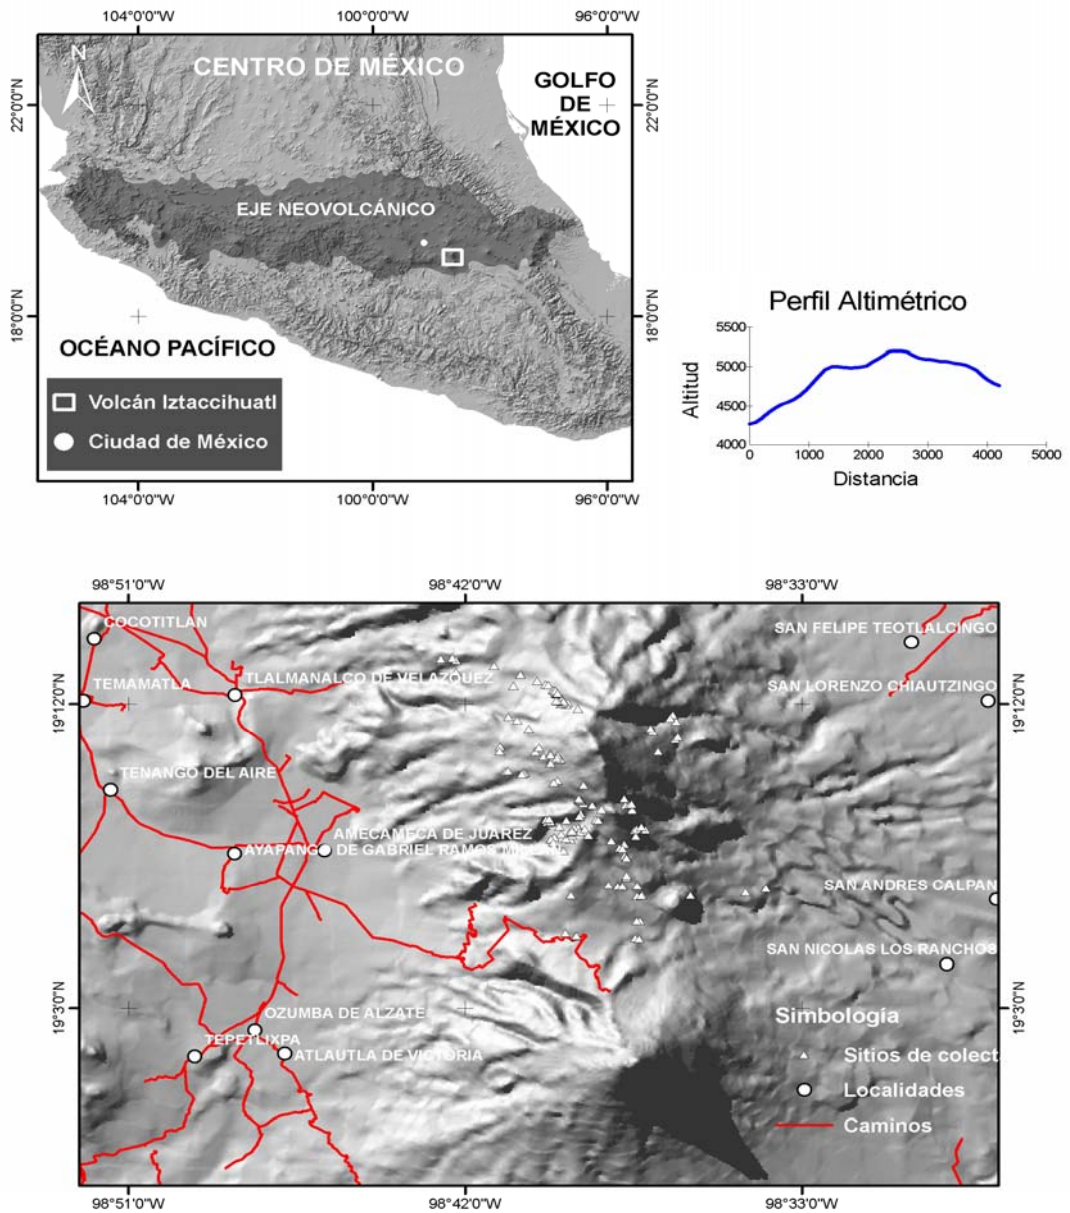 104°0'0"W 100°0'0"W 96°0'0"W
N
CENTRO DE MÉXICO
GOLFO
DE
MÉXICO
22°0'0"N
22°0'0"N
EJE NEOVOLCÁNICO
18°0'0"N
18°0'0"N
OCÉANO PACÍFICO
Volcán Iztaccihuatl
Ciudad de México
104°0'0"W 100°0'0"W 96°0'0"W
Perfil Altimétrico
Altitud
5500
5000
4500
4000
0 1000 2000 3000 4000 5000
Distancia
98°51'0"W 98°42'0"W 98°33'0"W
COCOTITLAN
SAN FELIPE TEOTLALCINGO
TLALMANALCO DE VELAZQUEZ
TEMAMATLA
SAN LORENZO CHIAUTZINGO
19°12'0"N
19°12'0"N
TENANGO DEL AIRE
AMECAMECA DE JUAREZ
AYAPANGO DE GABRIEL RAMOS
SAN ANDRES CALPAN
SAN NICOLAS LOS RANCHOS
19°3'0"N
19°3'0"N
OZUMBA DE ALZATE
TEPETLIXPA
ATLAUTLA DE VICTORIA
Simbología
Sitios de colect
Localidades
Caminos
98°51'0"W 98°42'0"W 98°33'0"W